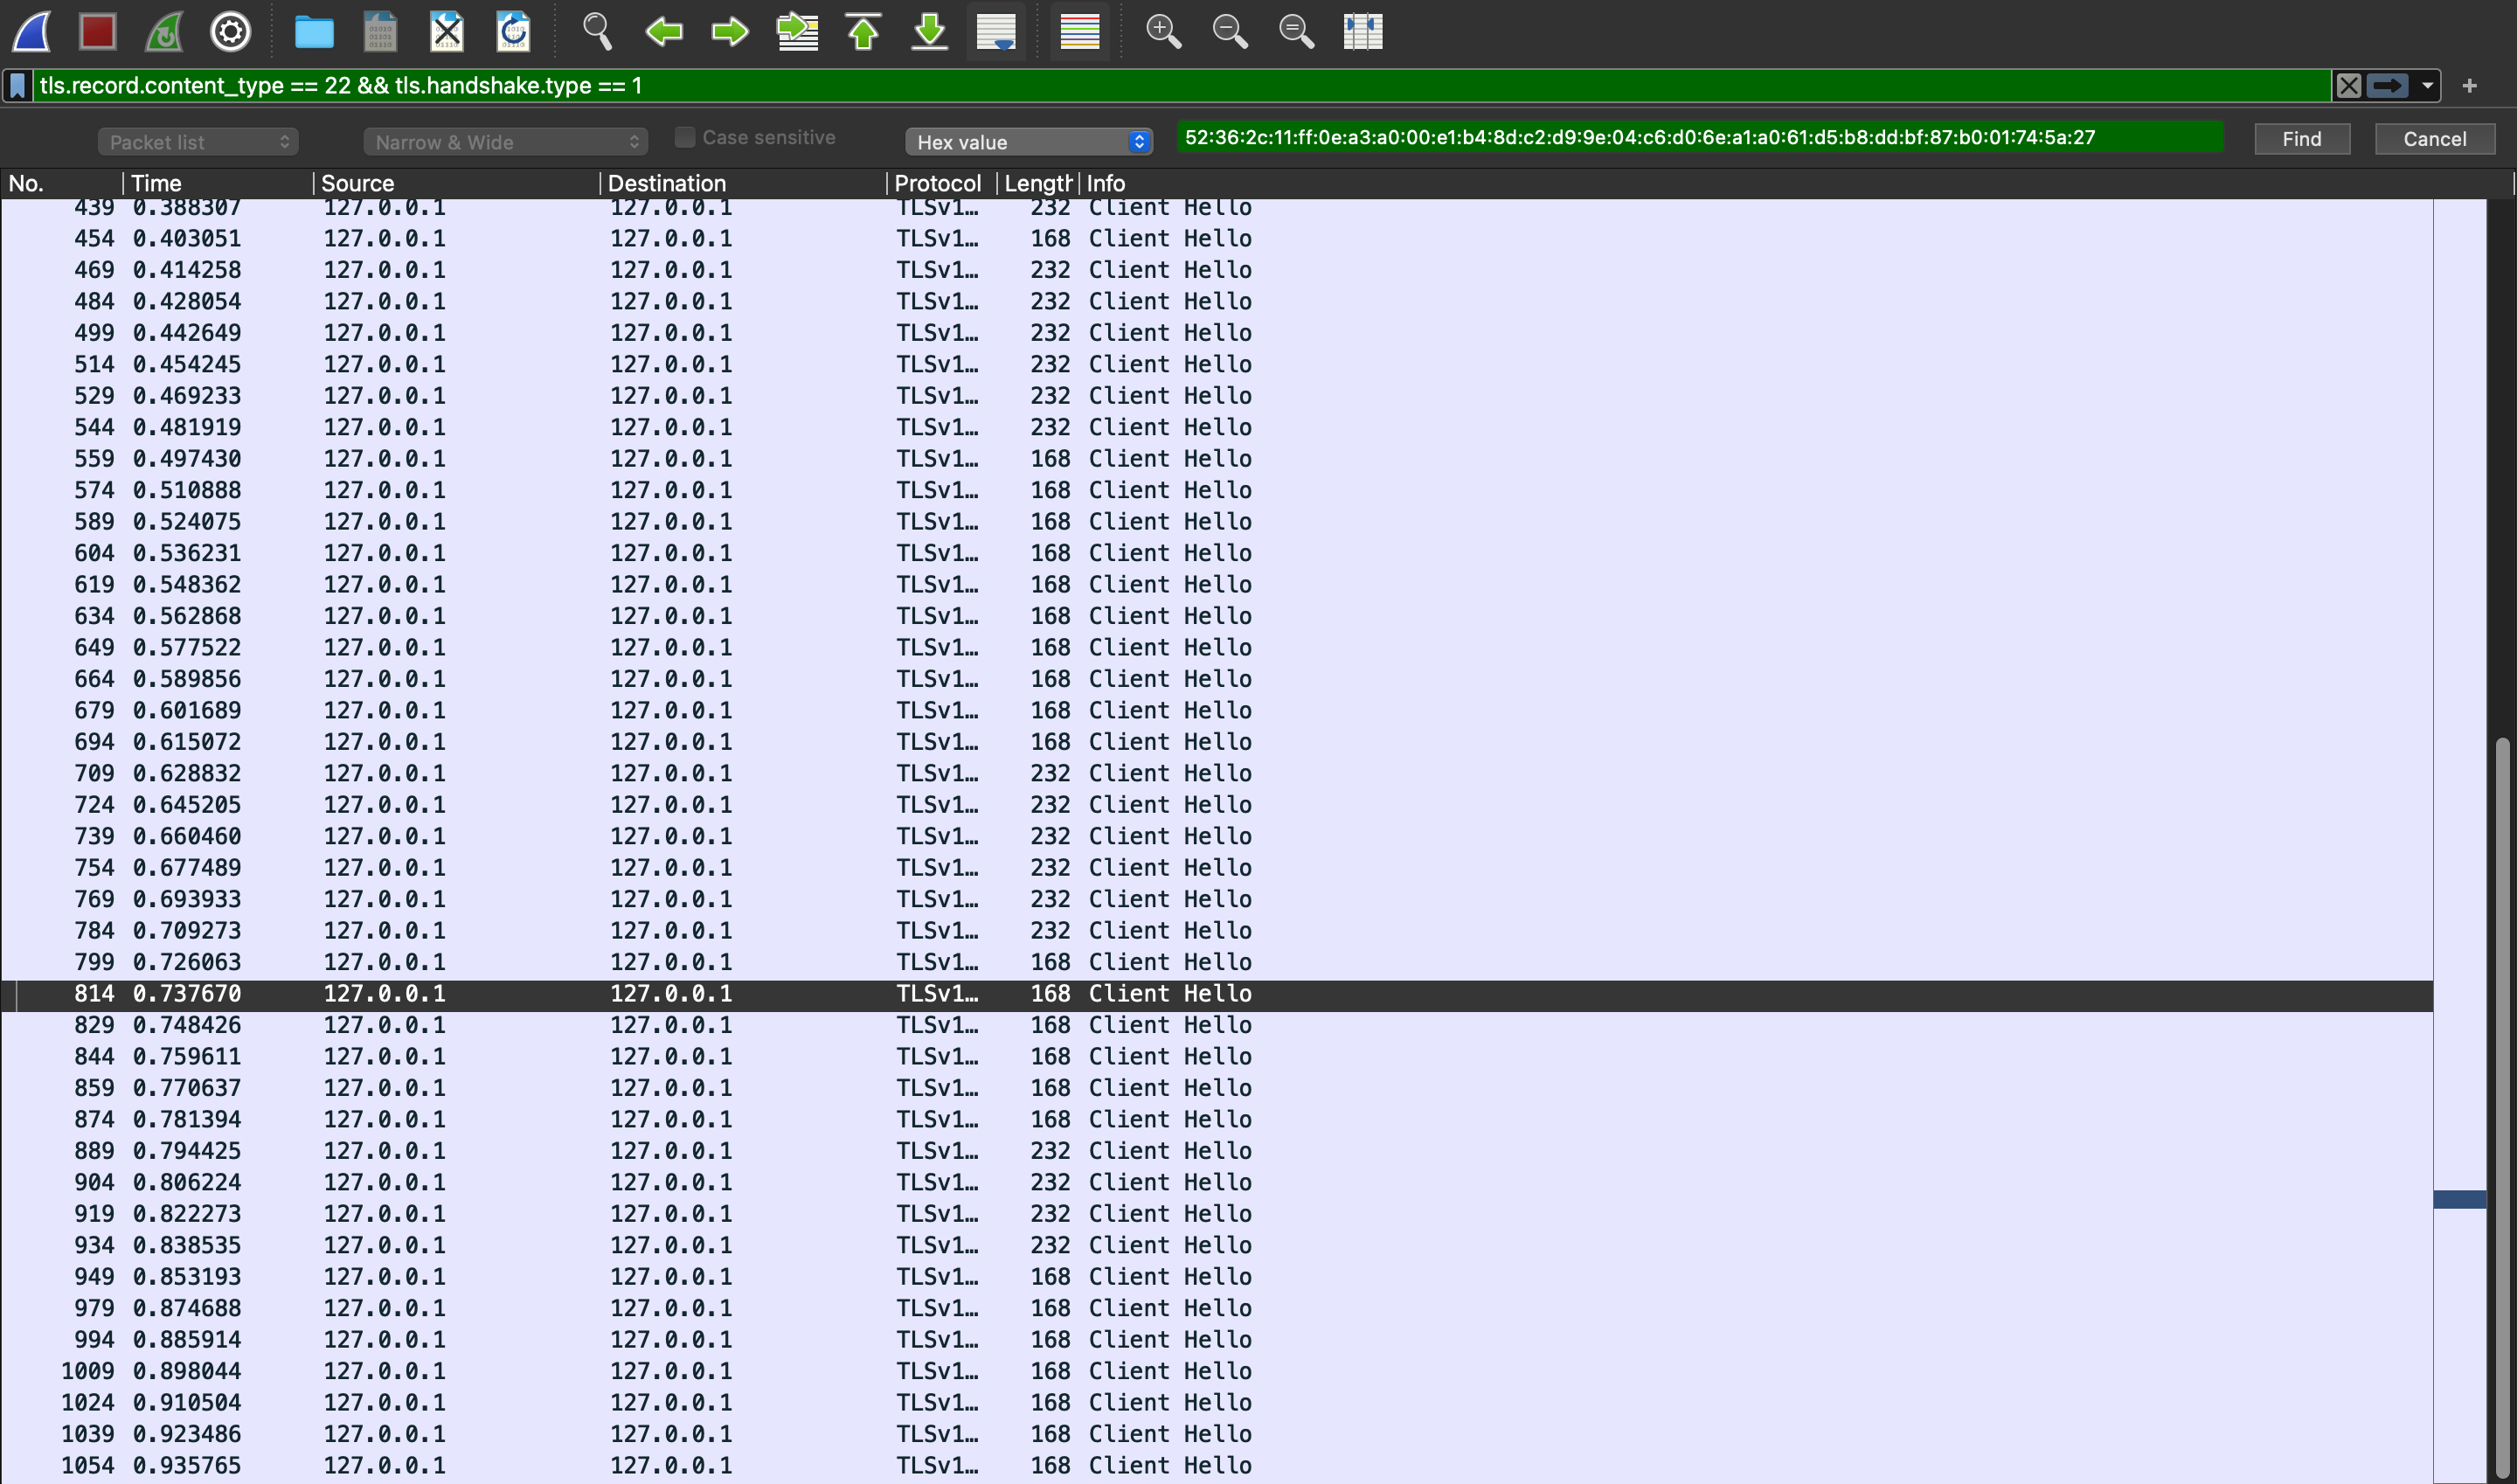 tls.record.content_type == 22 && tls.handshake.type == 1
Packet list Narrow & Wide Case sensitive Hex value 52:36:2c:11:ff:0e:a3:a0:00:e1:b4:8d:c2:d9:9e:04:c6:d0:6e:a1:a0:61:d5:b8:dd:bf:87:b0:01:74:5a:27 Find Cancel
No. Time Source Destination Protocol Length Info
439 0.388307 127.0.0.1 127.0.0.1 TLSv1… 232 Client Hello
454 0.403051 127.0.0.1 127.0.0.1 TLSv1… 168 Client Hello
469 0.414258 127.0.0.1 127.0.0.1 TLSv1… 232 Client Hello
484 0.428054 127.0.0.1 127.0.0.1 TLSv1… 232 Client Hello
499 0.442649 127.0.0.1 127.0.0.1 TLSv1… 232 Client Hello
514 0.454245 127.0.0.1 127.0.0.1 TLSv1… 232 Client Hello
529 0.469233 127.0.0.1 127.0.0.1 TLSv1… 232 Client Hello
544 0.481919 127.0.0.1 127.0.0.1 TLSv1… 232 Client Hello
559 0.497430 127.0.0.1 127.0.0.1 TLSv1… 168 Client Hello
574 0.510888 127.0.0.1 127.0.0.1 TLSv1… 168 Client Hello
589 0.524075 127.0.0.1 127.0.0.1 TLSv1… 168 Client Hello
604 0.536231 127.0.0.1 127.0.0.1 TLSv1… 168 Client Hello
619 0.548362 127.0.0.1 127.0.0.1 TLSv1… 168 Client Hello
634 0.562868 127.0.0.1 127.0.0.1 TLSv1… 168 Client Hello
649 0.577522 127.0.0.1 127.0.0.1 TLSv1… 168 Client Hello
664 0.589856 127.0.0.1 127.0.0.1 TLSv1… 168 Client Hello
679 0.601689 127.0.0.1 127.0.0.1 TLSv1… 168 Client Hello
694 0.615072 127.0.0.1 127.0.0.1 TLSv1… 168 Client Hello
709 0.628832 127.0.0.1 127.0.0.1 TLSv1… 232 Client Hello
724 0.645205 127.0.0.1 127.0.0.1 TLSv1… 232 Client Hello
739 0.660460 127.0.0.1 127.0.0.1 TLSv1… 232 Client Hello
754 0.677489 127.0.0.1 127.0.0.1 TLSv1… 232 Client Hello
769 0.693933 127.0.0.1 127.0.0.1 TLSv1… 232 Client Hello
784 0.709273 127.0.0.1 127.0.0.1 TLSv1… 232 Client Hello
799 0.726063 127.0.0.1 127.0.0.1 TLSv1… 168 Client Hello
814 0.737670 127.0.0.1 127.0.0.1 TLSv1… 168 Client Hello
829 0.748426 127.0.0.1 127.0.0.1 TLSv1… 168 Client Hello
844 0.759611 127.0.0.1 127.0.0.1 TLSv1… 168 Client Hello
859 0.770637 127.0.0.1 127.0.0.1 TLSv1… 168 Client Hello
874 0.781394 127.0.0.1 127.0.0.1 TLSv1… 168 Client Hello
889 0.794425 127.0.0.1 127.0.0.1 TLSv1… 232 Client Hello
904 0.806224 127.0.0.1 127.0.0.1 TLSv1… 232 Client Hello
919 0.822273 127.0.0.1 127.0.0.1 TLSv1… 232 Client Hello
934 0.838535 127.0.0.1 127.0.0.1 TLSv1… 232 Client Hello
949 0.853193 127.0.0.1 127.0.0.1 TLSv1… 168 Client Hello
979 0.874688 127.0.0.1 127.0.0.1 TLSv1… 168 Client Hello
994 0.885914 127.0.0.1 127.0.0.1 TLSv1… 168 Client Hello
1009 0.898044 127.0.0.1 127.0.0.1 TLSv1… 168 Client Hello
1024 0.910504 127.0.0.1 127.0.0.1 TLSv1… 168 Client Hello
1039 0.923486 127.0.0.1 127.0.0.1 TLSv1… 168 Client Hello
1054 0.935765 127.0.0.1 127.0.0.1 TLSv1… 168 Client Hello